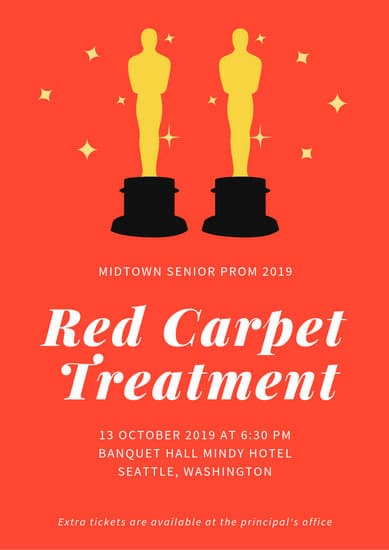 MIDTOWN SENIOR PROM 2019
Red Carpet
Treatment
13 OCTOBER 2019 AT 6:30 PM
BANQUET HALL MINDY HOTEL
SEATTLE, WASHINGTON
Extra tickets are available at the principal's office